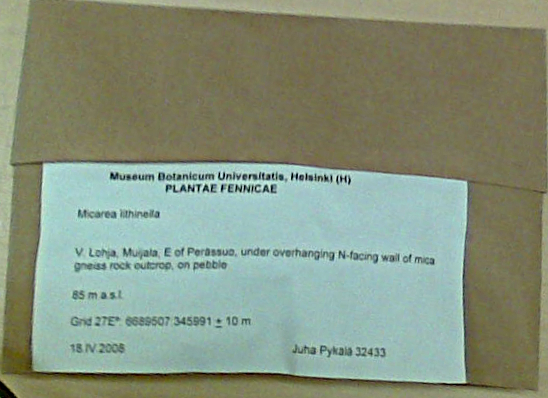 Museum Botanicum Universitatis, Helsinki (H)
PLANTAE FENNICAE
Micarea lithinella
V. Lohja, Muijala, E of Perässuo, under overhanging N-facing wall of mica
gneiss rock outcrop, on pebble
85 m a.s.l.
Grid 27E°: 6689507:345991 ± 10 m
18.IV.2008
Juha Pykälä 32433